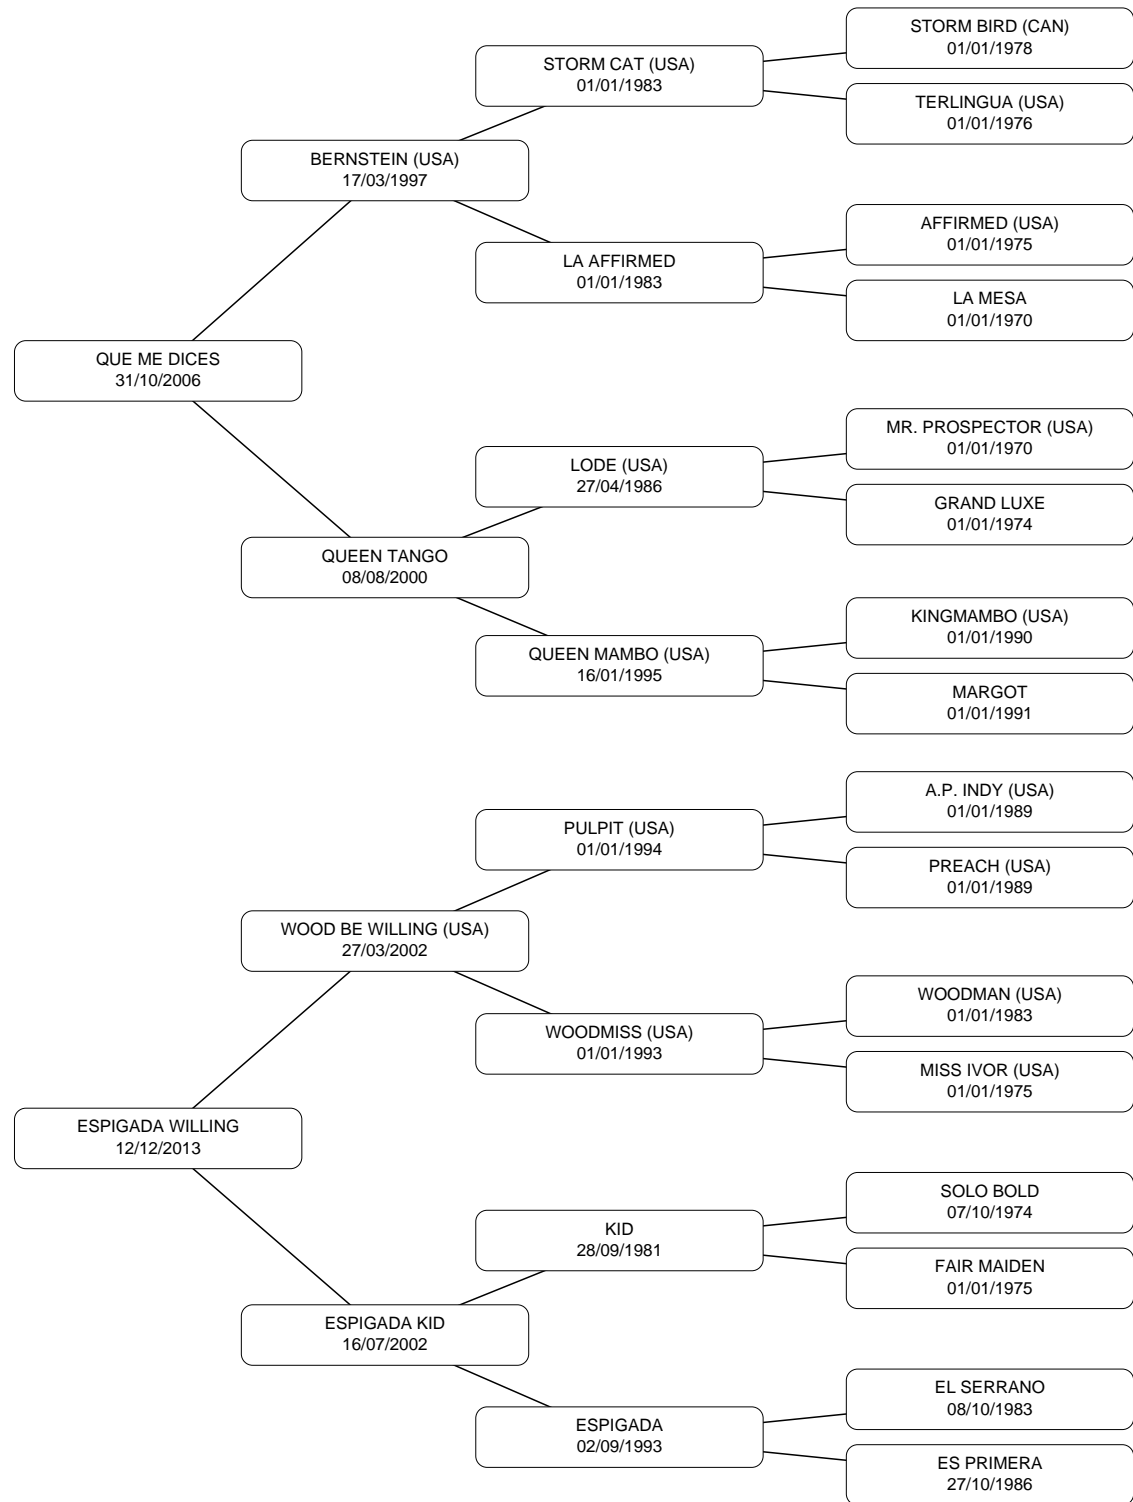 STORM BIRD (CAN)
01/01/1978
STORM CAT (USA)
01/01/1983
TERLINGUA (USA)
01/01/1976
BERNSTEIN (USA)
17/03/1997
AFFIRMED (USA)
01/01/1975
LA AFFIRMED
01/01/1983
LA MESA
01/01/1970
QUE ME DICES
31/10/2006
MR. PROSPECTOR (USA)
01/01/1970
LODE (USA)
27/04/1986
GRAND LUXE
01/01/1974
QUEEN TANGO
08/08/2000
KINGMAMBO (USA)
01/01/1990
QUEEN MAMBO (USA)
16/01/1995
MARGOT
01/01/1991
A.P. INDY (USA)
01/01/1989
PULPIT (USA)
01/01/1994
PREACH (USA)
01/01/1989
WOOD BE WILLING (USA)
27/03/2002
WOODMAN (USA)
01/01/1983
WOODMISS (USA)
01/01/1993
MISS IVOR (USA)
01/01/1975
ESPIGADA WILLING
12/12/2013
SOLO BOLD
07/10/1974
KID
28/09/1981
FAIR MAIDEN
01/01/1975
ESPIGADA KID
16/07/2002
EL SERRANO
08/10/1983
ESPIGADA
02/09/1993
ES PRIMERA
27/10/1986